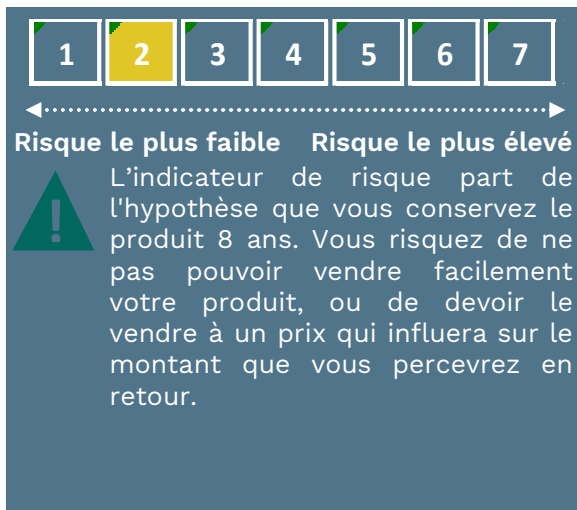 1 2 3 4 5 6 7
Risque le plus faible Risque le plus élevé
L’indicateur de risque part de
l'hypothèse que vous conservez le
produit 8 ans. Vous risquez de ne
pas pouvoir vendre facilement
votre produit, ou de devoir le
vendre à un prix qui influera sur le
montant que vous percevrez en
retour.